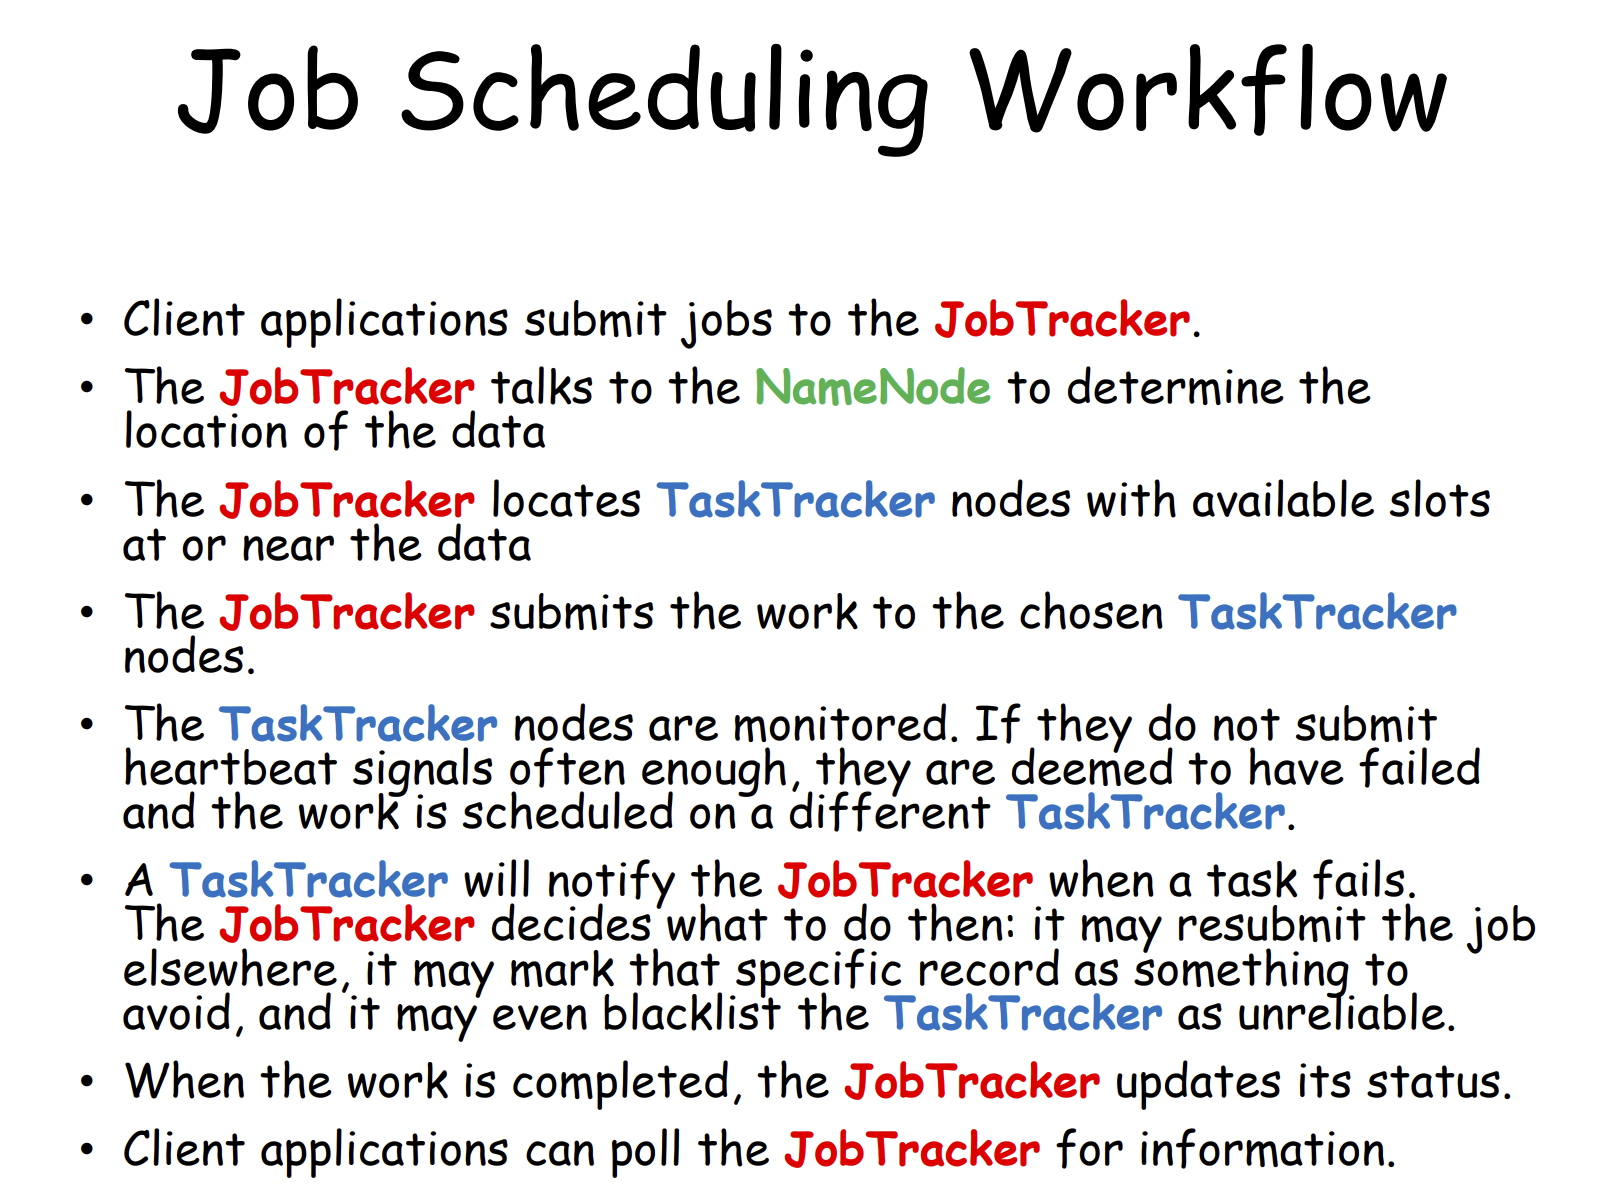 Job Scheduling Workflow
• Client applications submit jobs to the JobTracker.
• The JobTracker talks to the NameNode to determine the
location of the data
• The JobTracker locates TaskTracker nodes with available slots
at or near the data
• The JobTracker submits the work to the chosen TaskTracker
nodes.
• The TaskTracker nodes are monitored. If they do not submit
heartbeat signals often enough, they are deemed to have failed
and the work is scheduled on a different TaskTracker.
• A TaskTracker will notify the JobTracker when a task fails.
The JobTracker decides what to do then: it may resubmit the job
elsewhere, it may mark that specific record as something to
avoid, and it may even blacklist the TaskTracker as unreliable.
• When the work is completed, the JobTracker updates its status.
• Client applications can poll the JobTracker for information.